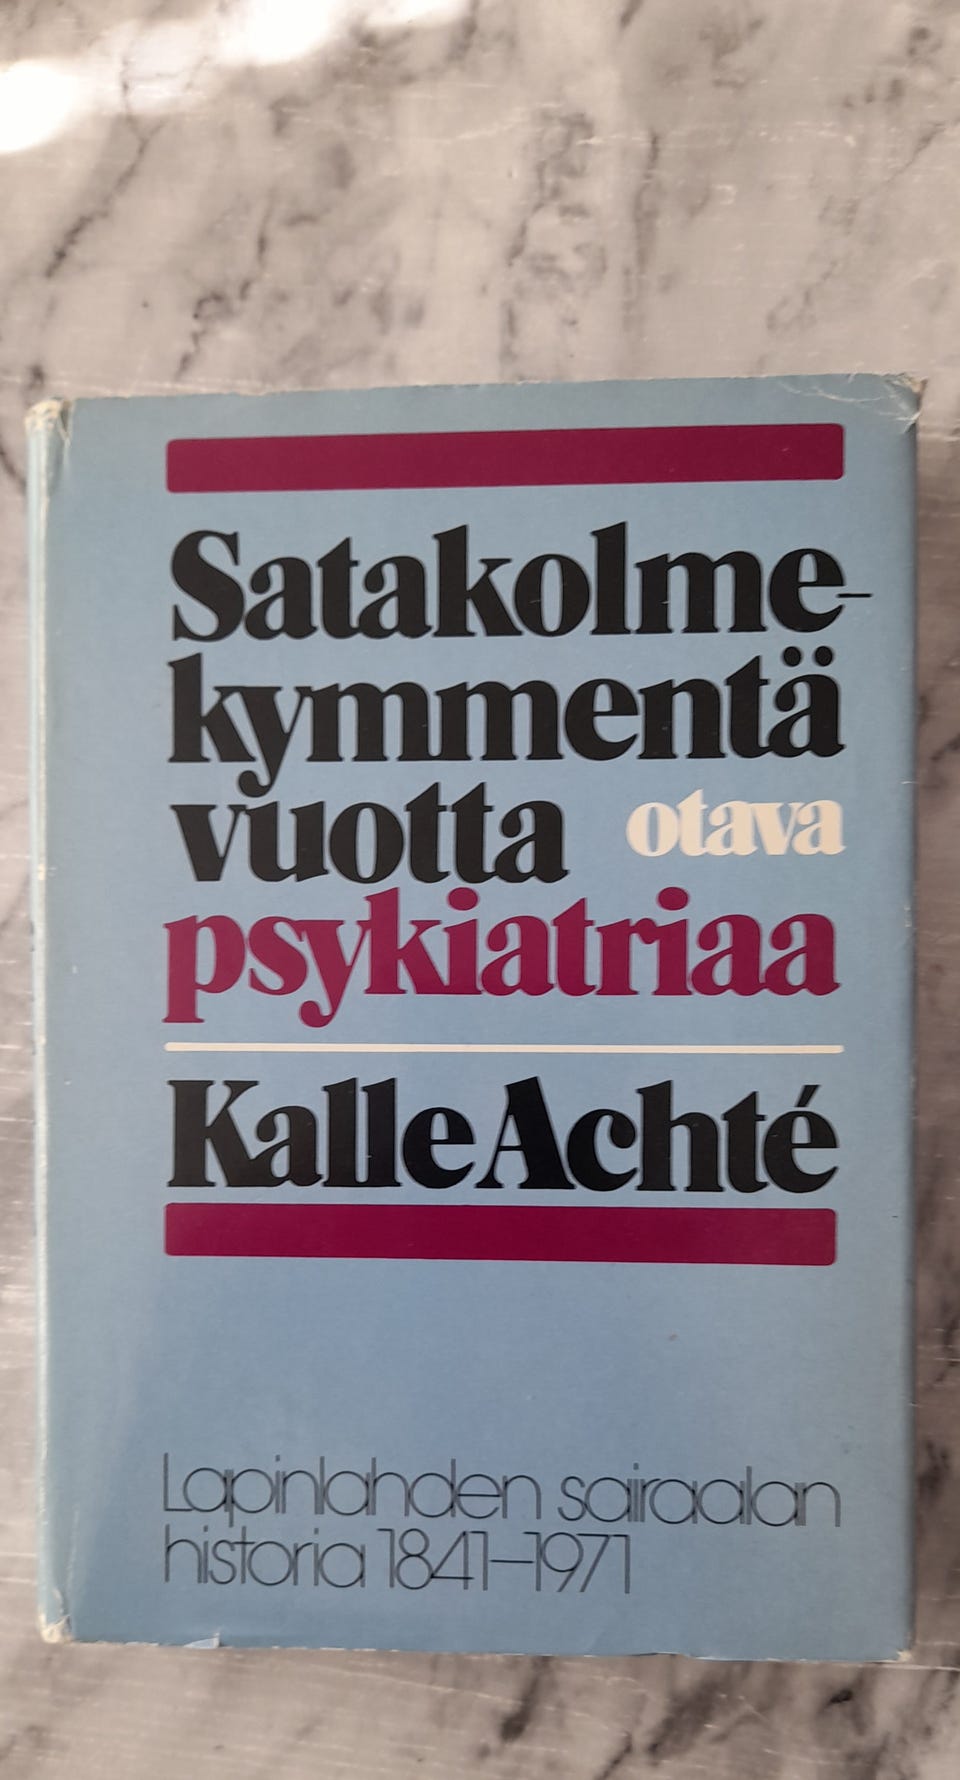 Satakolme-
kymmentä
vuotta otava
psykiatriaa
Kalle Achté
Lapinlahden sairaalan
historia 1841–1971